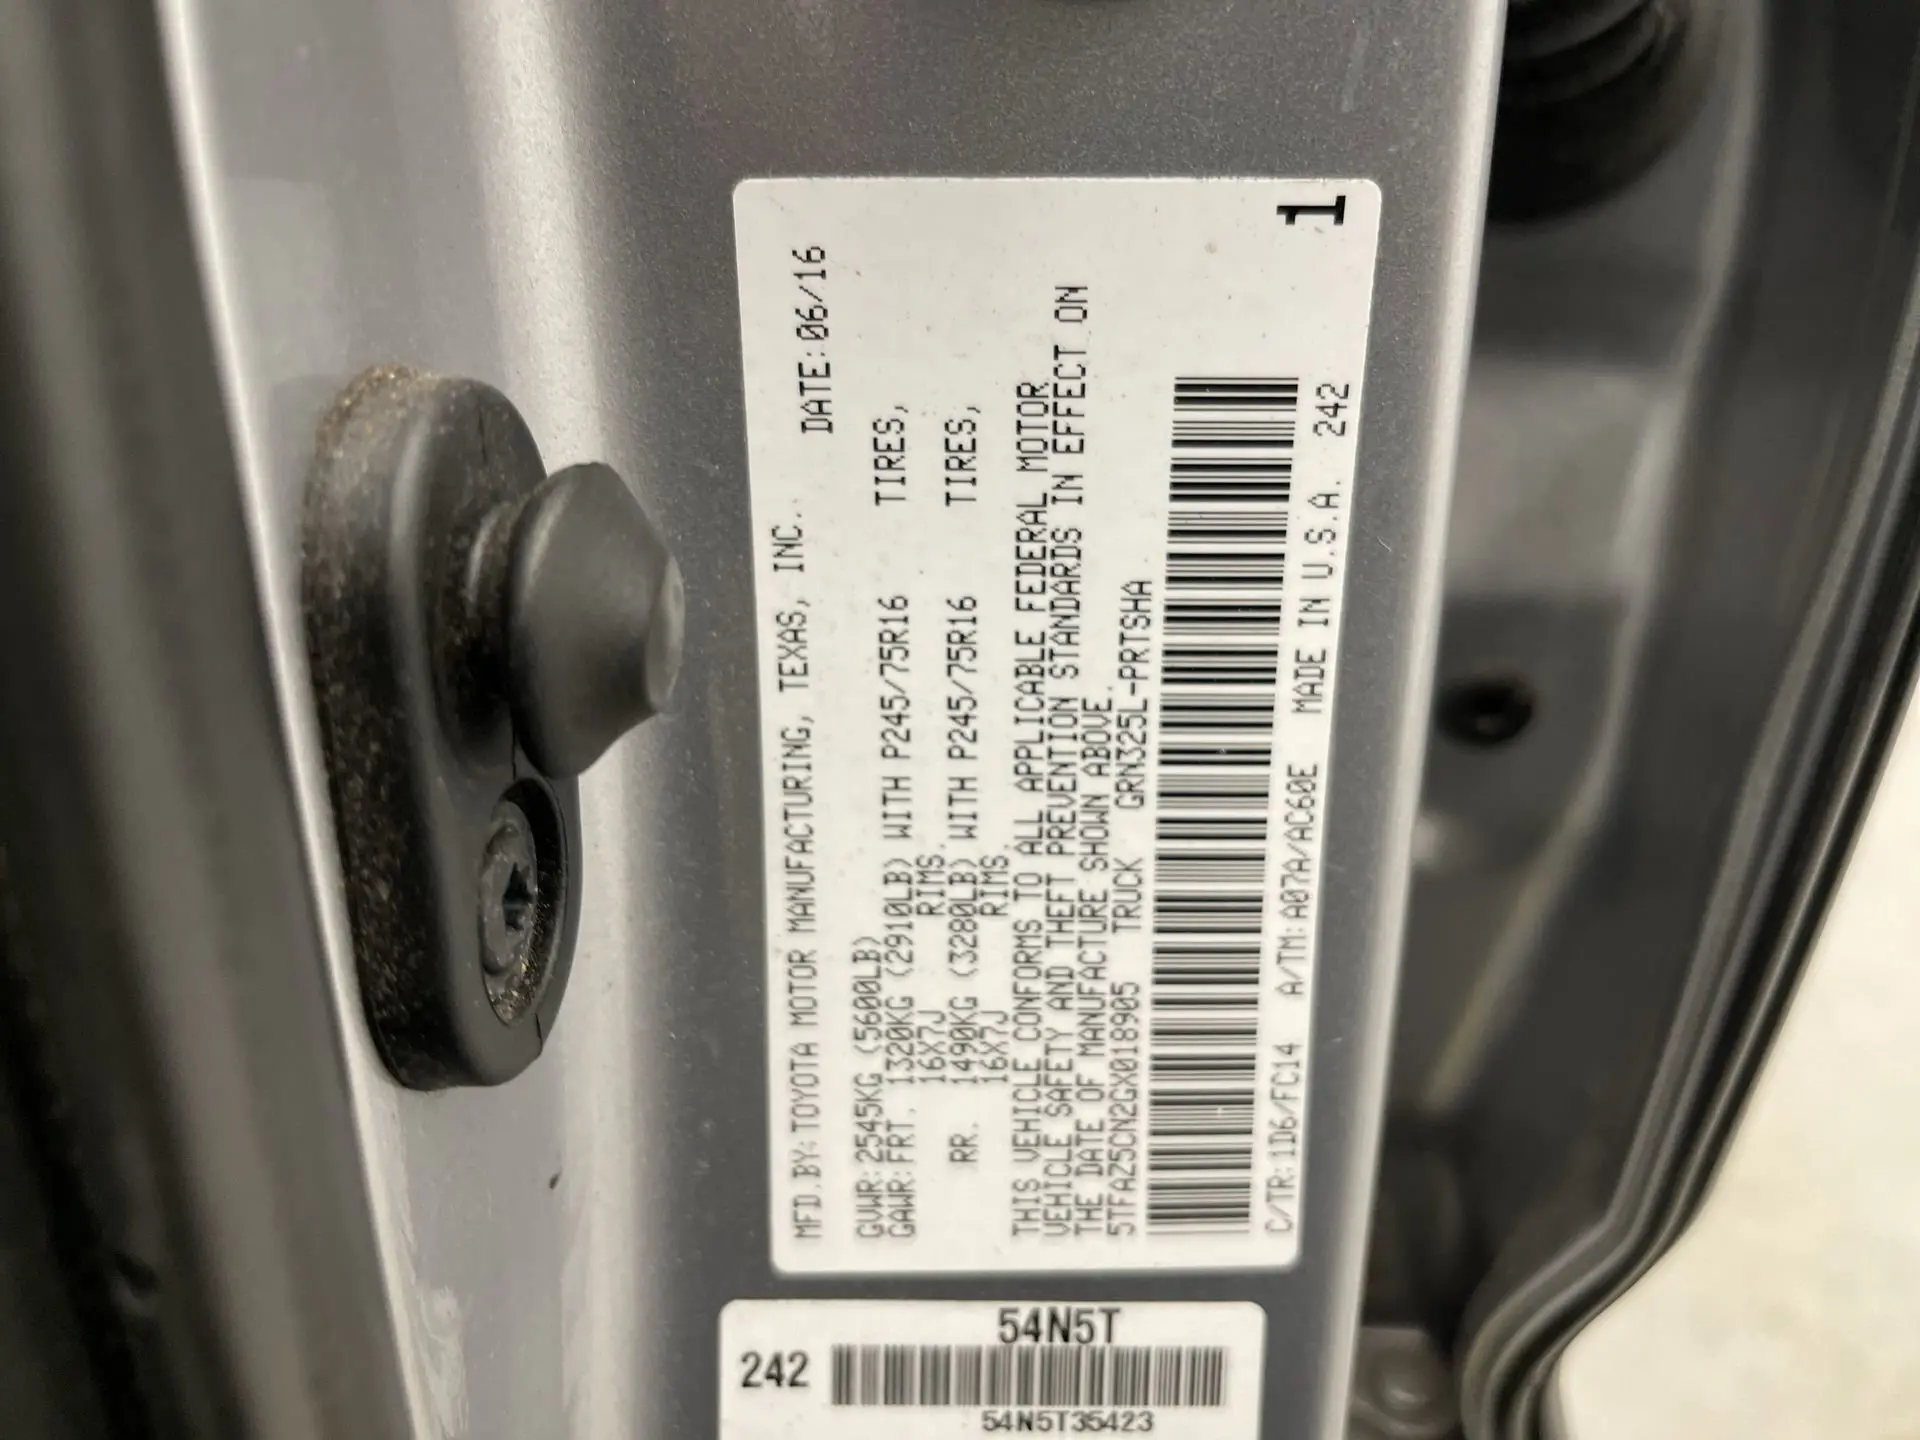 MFD.BY:TOYOTA MOTOR MANUFACTURING, TEXAS, INC. DATE:06/16
GVWR:2545KG (5600LB)
GAWR:FRT. 1320KG (2910LB) WITH P245/75R16 TIRES,
16X7J RIMS.
RR. 1490KG (3280LB) WITH P245/75R16 TIRES,
16X7J RIMS.
THIS VEHICLE CONFORMS TO ALL APPLICABLE FEDERAL MOTOR
VEHICLE SAFETY AND THEFT PREVENTION STANDARDS IN EFFECT ON
THE DATE OF MANUFACTURE SHOWN ABOVE.
5TFAZ5CN2GX018905 TRUCK GRN325L-PRTSHA
C/TR:1D6/FC14 A/TM:A07A/AC60E MADE IN U.S.A. 242
1
54N5T
242
54N5T35423